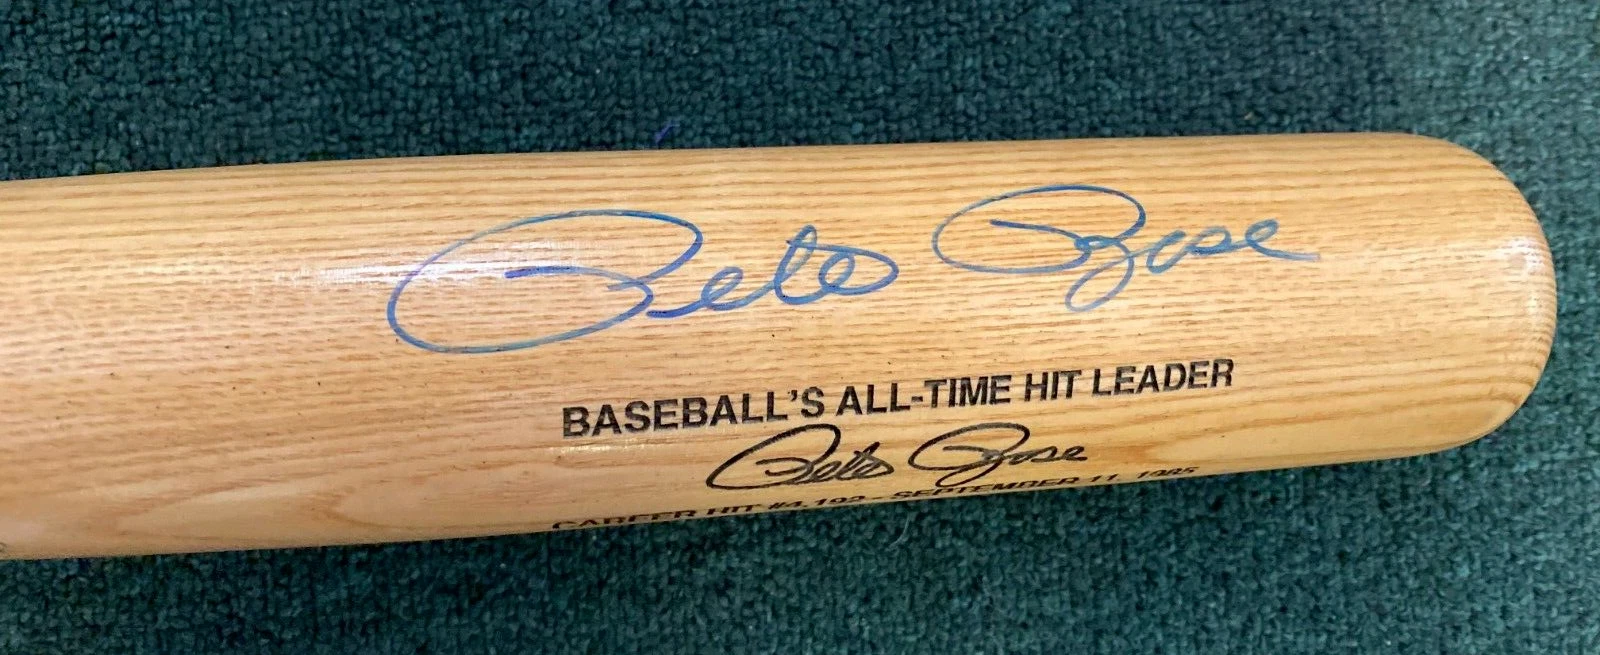 Pete Rose
BASEBALL'S ALL-TIME HIT LEADER
Pete Rose
CAREER HIT #4,192 - SEPTEMBER 11, 1985